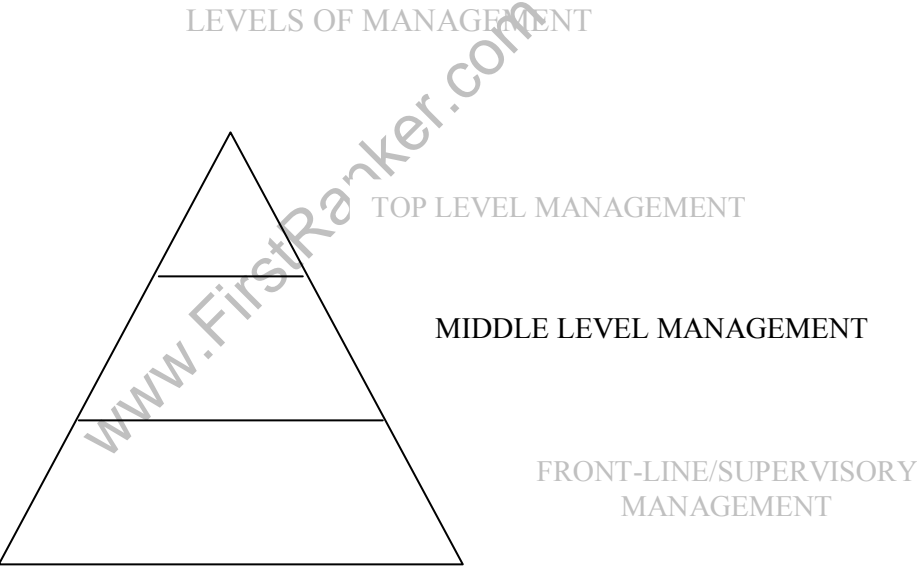 LEVELS OF MANAGEMENT
www.FirstRanker.com
TOP LEVEL MANAGEMENT
MIDDLE LEVEL MANAGEMENT
FRONT-LINE/SUPERVISORY
MANAGEMENT